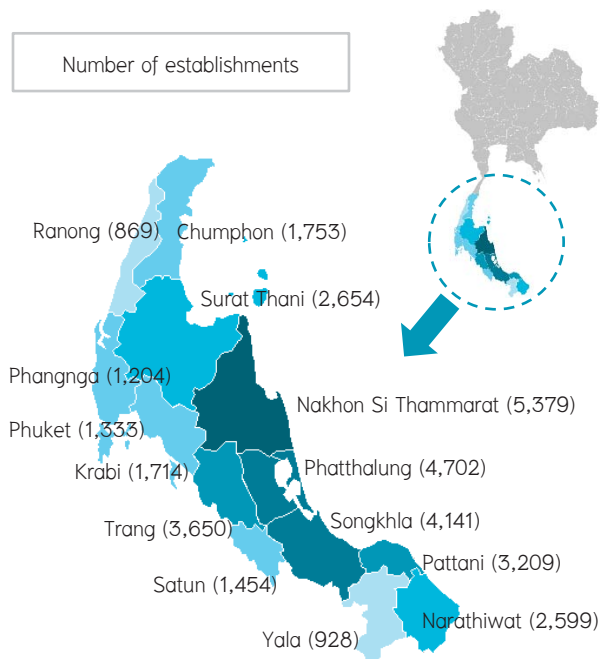 Number of establishments
Ranong (869)
Chumphon (1,753)
Surat Thani (2,654)
Phangnga (1,204)
Nakhon Si Thammarat (5,379)
Phuket (1,333)
Krabi (1,714)
Phatthalung (4,702)
Trang (3,650)
Songkhla (4,141)
Pattani (3,209)
Satun (1,454)
Narathiwat (2,599)
Yala (928)